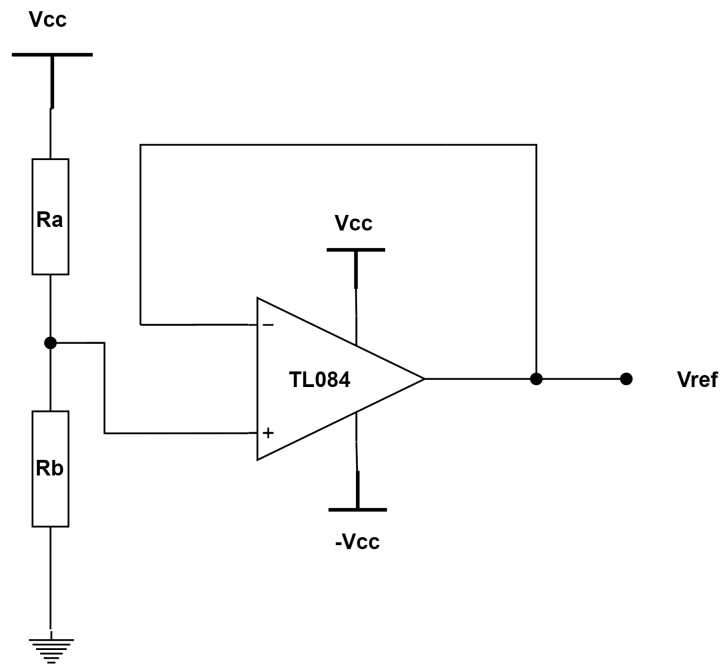 Vcc
Ra
Vcc
−
TL084
Vref
+
Rb
-Vcc